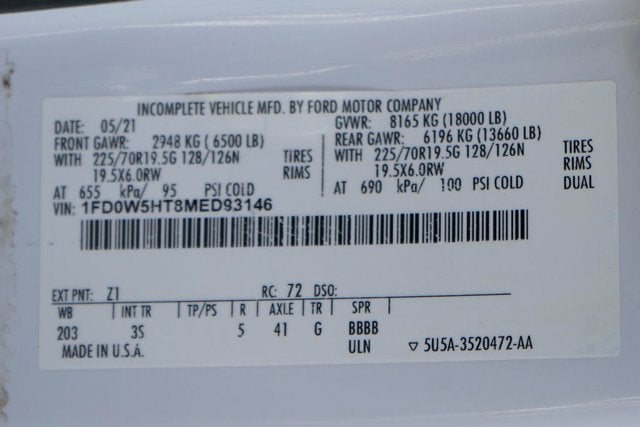 INCOMPLETE VEHICLE MFD. BY FORD MOTOR COMPANY
DATE: 05/21 GVWR: 8165 KG (18000 LB)
FRONT GAWR: 2948 KG (6500 LB) REAR GAWR: 6196 KG (13660 LB)
WITH 225/70R19.5G 128/126N TIRES WITH 225/70R19.5G 128/126N TIRES
19.5X6.0RW RIMS 19.5X6.0RW RIMS
AT 655 kPa/ 95 PSI COLD AT 690 kPa/ 100 PSI COLD DUAL
VIN: 1FD0W5HT8MED93146
EXT PNT: Z1 RC: 72 DSO:
WB INT TR TP/PS R AXLE TR SPR
203 3S 5 41 G BBBB
MADE IN U.S.A. ULN ▽ 5U5A-3520472-AA